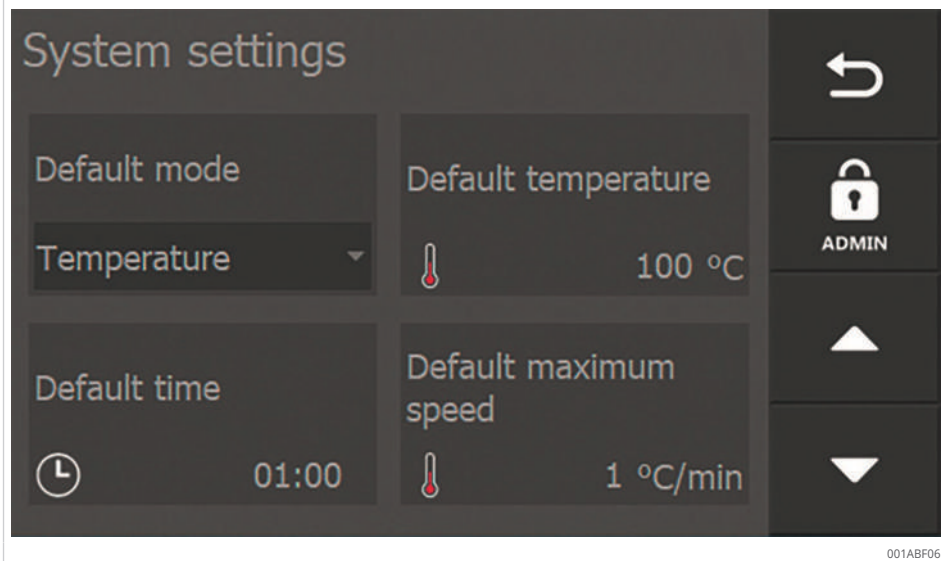 System settings
Default mode
Temperature
Default temperature
100 °C
Default time
01:00
Default maximum
speed
1 °C/min
ADMIN
001ABF06